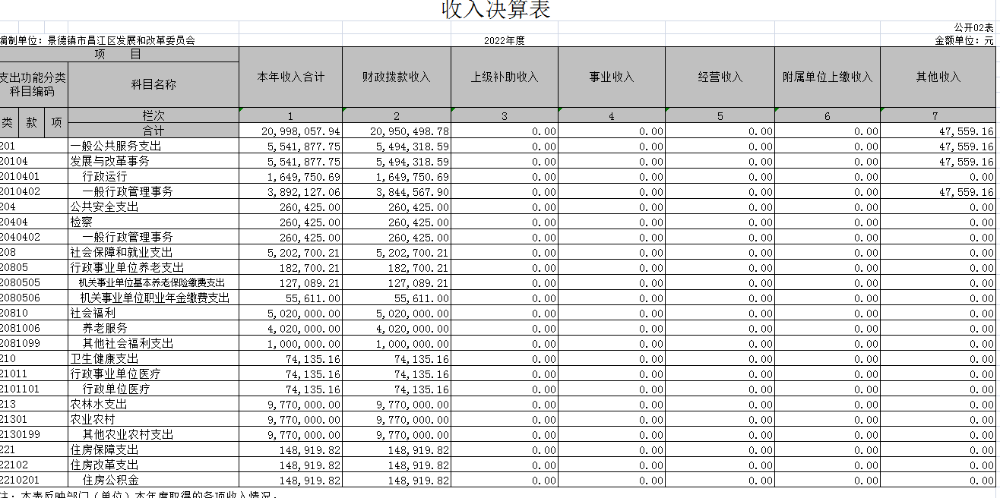 收入决算表
公开02表
编制单位：景德镇市昌江区发展和改革委员会 2022年度 金额单位：元
项 目
支出功能分类科目编码 科目名称 本年收入合计 财政拨款收入 上级补助收入 事业收入 经营收入 附属单位上缴收入 其他收入
类 款 项 栏次 1 2 3 4 5 6 7
合计 20,998,057.94 20,950,498.78 0.00 0.00 0.00 0.00 47,559.16
201 一般公共服务支出 5,541,877.75 5,494,318.59 0.00 0.00 0.00 0.00 47,559.16
20104 发展与改革事务 5,541,877.75 5,494,318.59 0.00 0.00 0.00 0.00 47,559.16
2010401 行政运行 1,649,750.69 1,649,750.69 0.00 0.00 0.00 0.00 0.00
2010402 一般行政管理事务 3,892,127.06 3,844,567.90 0.00 0.00 0.00 0.00 47,559.16
204 公共安全支出 260,425.00 260,425.00 0.00 0.00 0.00 0.00 0.00
20404 检察 260,425.00 260,425.00 0.00 0.00 0.00 0.00 0.00
2040402 一般行政管理事务 260,425.00 260,425.00 0.00 0.00 0.00 0.00 0.00
208 社会保障和就业支出 5,202,700.21 5,202,700.21 0.00 0.00 0.00 0.00 0.00
20805 行政事业单位养老支出 182,700.21 182,700.21 0.00 0.00 0.00 0.00 0.00
2080505 机关事业单位基本养老保险缴费支出 127,089.21 127,089.21 0.00 0.00 0.00 0.00 0.00
2080506 机关事业单位职业年金缴费支出 55,611.00 55,611.00 0.00 0.00 0.00 0.00 0.00
20810 社会福利 5,020,000.00 5,020,000.00 0.00 0.00 0.00 0.00 0.00
2081006 养老服务 4,020,000.00 4,020,000.00 0.00 0.00 0.00 0.00 0.00
2081099 其他社会福利支出 1,000,000.00 1,000,000.00 0.00 0.00 0.00 0.00 0.00
210 卫生健康支出 74,135.16 74,135.16 0.00 0.00 0.00 0.00 0.00
21011 行政事业单位医疗 74,135.16 74,135.16 0.00 0.00 0.00 0.00 0.00
2101101 行政单位医疗 74,135.16 74,135.16 0.00 0.00 0.00 0.00 0.00
213 农林水支出 9,770,000.00 9,770,000.00 0.00 0.00 0.00 0.00 0.00
21301 农业农村 9,770,000.00 9,770,000.00 0.00 0.00 0.00 0.00 0.00
2130199 其他农业农村支出 9,770,000.00 9,770,000.00 0.00 0.00 0.00 0.00 0.00
221 住房保障支出 148,919.82 148,919.82 0.00 0.00 0.00 0.00 0.00
22102 住房改革支出 148,919.82 148,919.82 0.00 0.00 0.00 0.00 0.00
2210201 住房公积金 148,919.82 148,919.82 0.00 0.00 0.00 0.00 0.00
注：本表反映部门（单位）本年度取得的各项收入情况。